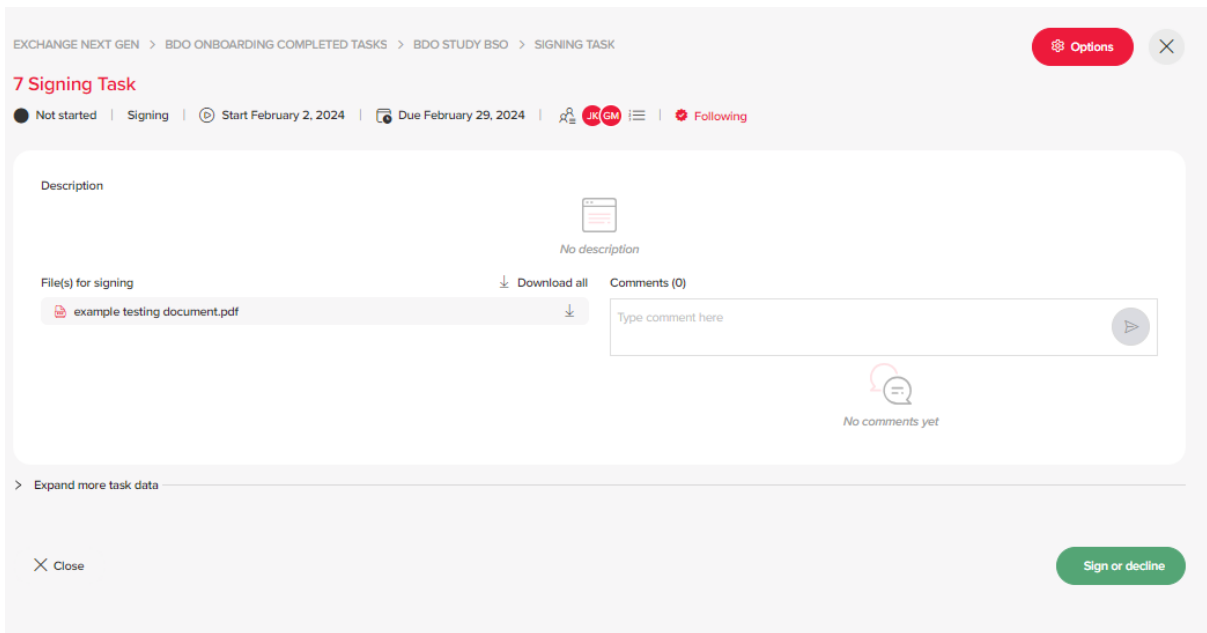 EXCHANGE NEXT GEN > BDO ONBOARDING COMPLETED TASKS > BDO STUDY BSO > SIGNING TASK
Options
7 Signing Task
Not started | Signing | Start February 2, 2024 | Due February 29, 2024 | JK GM | Following
Description
No description
File(s) for signing
Download all
example testing document.pdf
Comments (0)
Type comment here
No comments yet
> Expand more task data
Close
Sign or decline